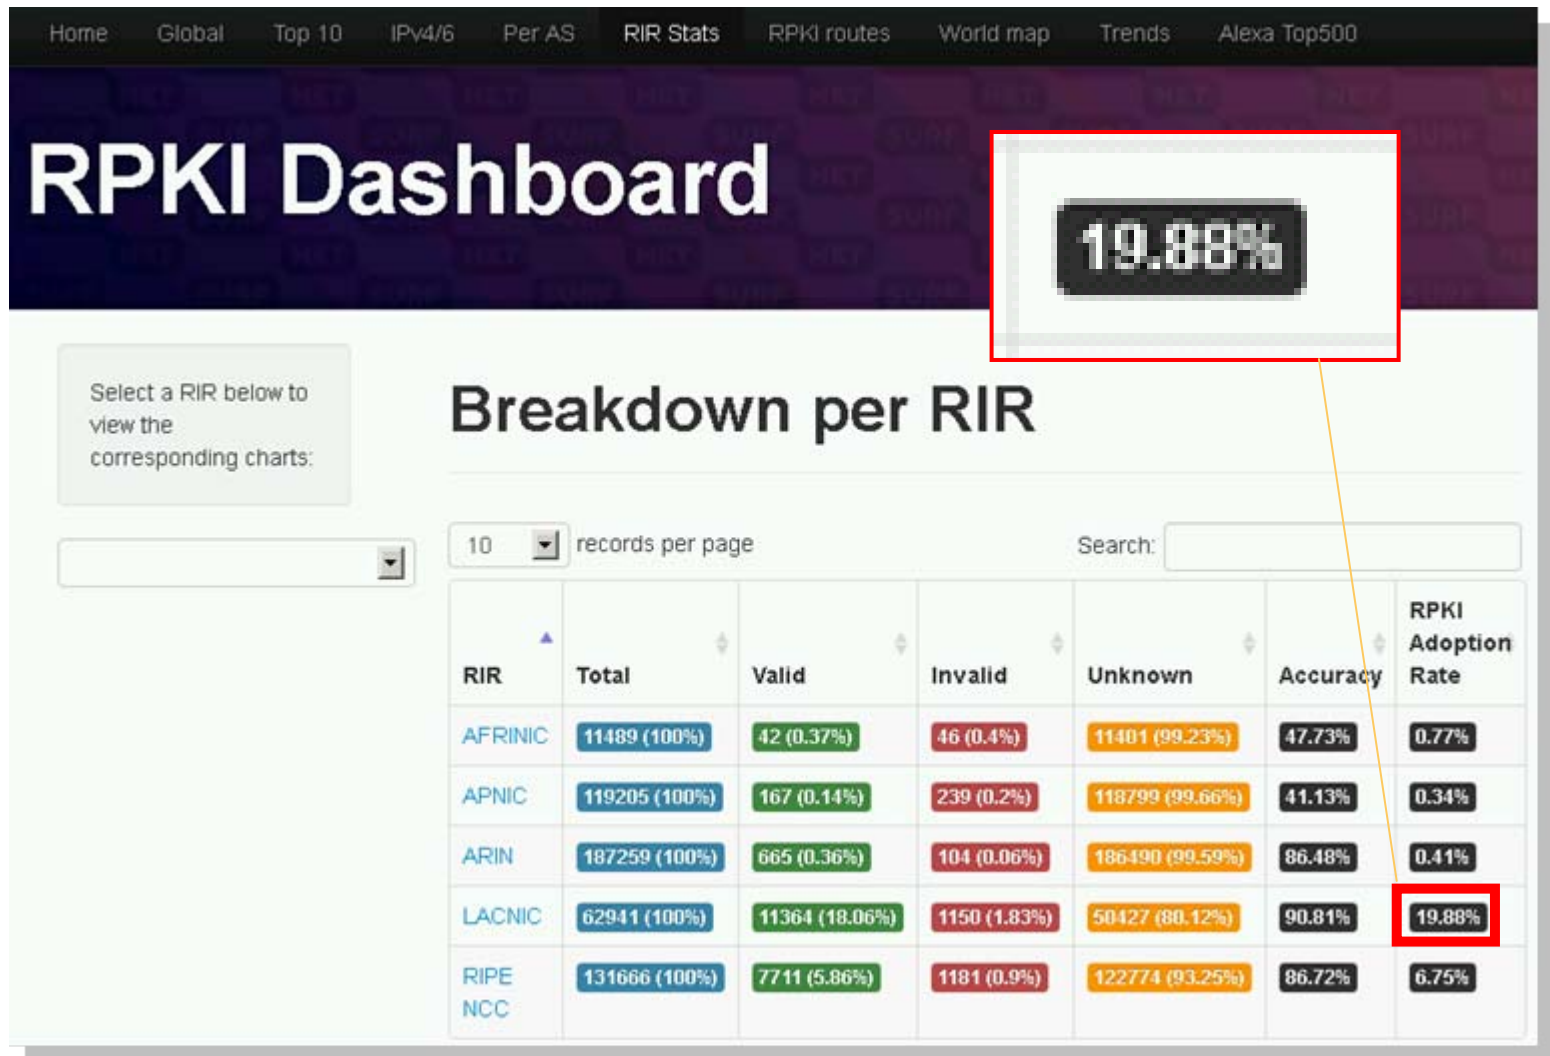 Home Global Top 10 IPv4/6 Per AS RIR Stats RPKI routes World map Trends Alexa Top500
RPKI Dashboard
19.88%
Select a RIR below to
view the
corresponding charts:
Breakdown per RIR
10 records per page Search:
RIR Total Valid Invalid Unknown Accuracy RPKI Adoption Rate
AFRINIC 11489 (100%) 42 (0.37%) 46 (0.4%) 11401 (99.23%) 47.73% 0.77%
APNIC 119205 (100%) 167 (0.14%) 239 (0.2%) 118799 (99.66%) 41.13% 0.34%
ARIN 187259 (100%) 665 (0.36%) 104 (0.06%) 186490 (99.59%) 86.48% 0.41%
LACNIC 62941 (100%) 11364 (18.06%) 1150 (1.83%) 50427 (80.12%) 90.81% 19.88%
RIPE NCC 131666 (100%) 7711 (5.86%) 1181 (0.9%) 122774 (93.25%) 86.72% 6.75%